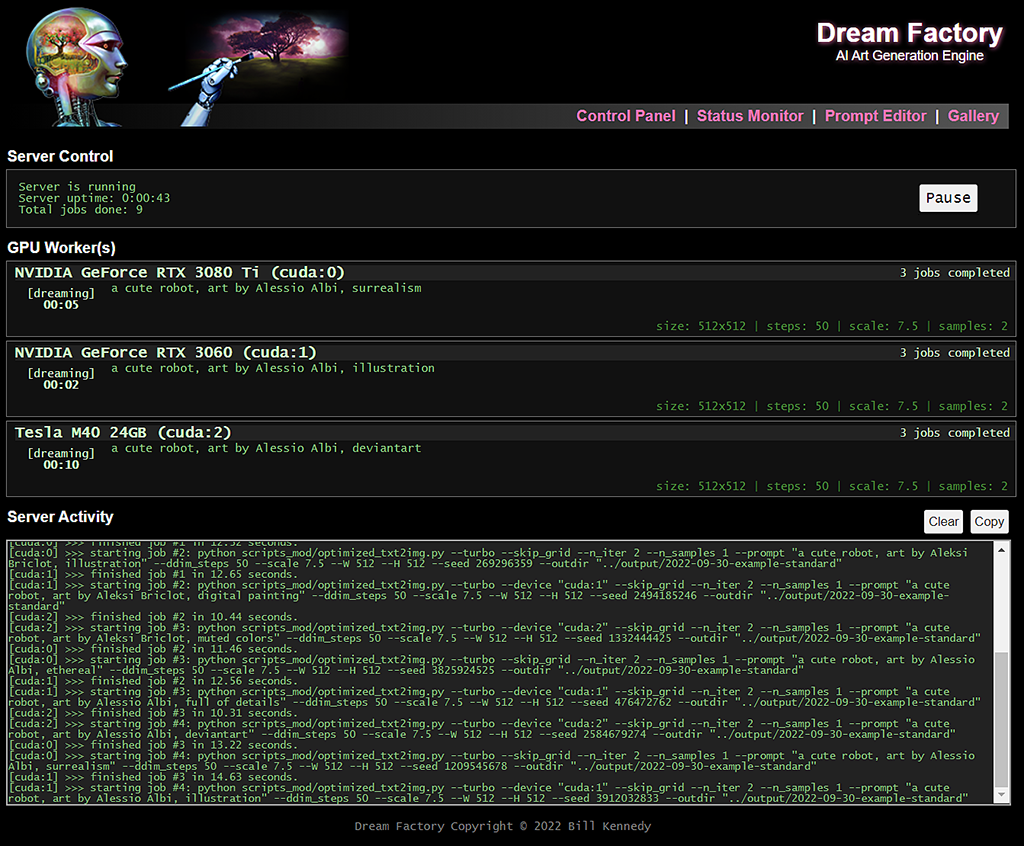 Dream Factory
AI Art Generation Engine
Control Panel | Status Monitor | Prompt Editor | Gallery
Server Control
Server is running
Server uptime: 0:00:43
Total jobs done: 9
Pause
GPU Worker(s)
NVIDIA GeForce RTX 3080 Ti (cuda:0)
3 jobs completed
[dreaming]
00:05
a cute robot, art by Alessio Albi, surrealism
size: 512x512 | steps: 50 | scale: 7.5 | samples: 2
NVIDIA GeForce RTX 3060 (cuda:1)
3 jobs completed
[dreaming]
00:02
a cute robot, art by Alessio Albi, illustration
size: 512x512 | steps: 50 | scale: 7.5 | samples: 2
Tesla M40 24GB (cuda:2)
3 jobs completed
[dreaming]
00:10
a cute robot, art by Alessio Albi, deviantart
size: 512x512 | steps: 50 | scale: 7.5 | samples: 2
Server Activity
Clear
Copy
[cuda:0] >>> finished job #1 in 12.52 seconds.
[cuda:0] >>> starting job #2: python scripts_mod/optimized_txt2img.py --turbo --skip_grid --n_iter 2 --n_samples 1 --prompt "a cute robot, art by Aleksi
Briclot, illustration" --ddim_steps 50 --scale 7.5 --W 512 --H 512 --seed 269296359 --outdir "../output/2022-09-30-example-standard"
[cuda:1] >>> finished job #1 in 12.65 seconds.
[cuda:1] >>> starting job #2: python scripts_mod/optimized_txt2img.py --turbo --device "cuda:1" --skip_grid --n_iter 2 --n_samples 1 --prompt "a cute
robot, art by Aleksi Briclot, digital painting" --ddim_steps 50 --scale 7.5 --W 512 --H 512 --seed 2494185246 --outdir "../output/2022-09-30-example-
standard"
[cuda:2] >>> finished job #2 in 10.44 seconds.
[cuda:2] >>> starting job #3: python scripts_mod/optimized_txt2img.py --turbo --device "cuda:2" --skip_grid --n_iter 2 --n_samples 1 --prompt "a cute
robot, art by Aleksi Briclot, muted colors" --ddim_steps 50 --scale 7.5 --W 512 --H 512 --seed 1332444425 --outdir "../output/2022-09-30-example-standard"
[cuda:0] >>> finished job #2 in 11.46 seconds.
[cuda:0] >>> starting job #3: python scripts_mod/optimized_txt2img.py --turbo --skip_grid --n_iter 2 --n_samples 1 --prompt "a cute robot, art by Alessio
Albi, ethereal" --ddim_steps 50 --scale 7.5 --W 512 --H 512 --seed 3825924525 --outdir "../output/2022-09-30-example-standard"
[cuda:1] >>> finished job #2 in 12.56 seconds.
[cuda:1] >>> starting job #3: python scripts_mod/optimized_txt2img.py --turbo --device "cuda:1" --skip_grid --n_iter 2 --n_samples 1 --prompt "a cute
robot, art by Alessio Albi, full of details" --ddim_steps 50 --scale 7.5 --W 512 --H 512 --seed 476472762 --outdir "../output/2022-09-30-example-standard"
[cuda:2] >>> finished job #3 in 10.31 seconds.
[cuda:2] >>> starting job #4: python scripts_mod/optimized_txt2img.py --turbo --device "cuda:2" --skip_grid --n_iter 2 --n_samples 1 --prompt "a cute
robot, art by Alessio Albi, deviantart" --ddim_steps 50 --scale 7.5 --W 512 --H 512 --seed 2584679274 --outdir "../output/2022-09-30-example-standard"
[cuda:0] >>> finished job #3 in 13.22 seconds.
[cuda:0] >>> starting job #4: python scripts_mod/optimized_txt2img.py --turbo --skip_grid --n_iter 2 --n_samples 1 --prompt "a cute robot, art by Alessio
Albi, surrealism" --ddim_steps 50 --scale 7.5 --W 512 --H 512 --seed 1209545678 --outdir "../output/2022-09-30-example-standard"
[cuda:1] >>> finished job #3 in 14.63 seconds.
[cuda:1] >>> starting job #4: python scripts_mod/optimized_txt2img.py --turbo --device "cuda:1" --skip_grid --n_iter 2 --n_samples 1 --prompt "a cute
robot, art by Alessio Albi, illustration" --ddim_steps 50 --scale 7.5 --W 512 --H 512 --seed 3912032833 --outdir "../output/2022-09-30-example-standard"
Dream Factory Copyright © 2022 Bill Kennedy